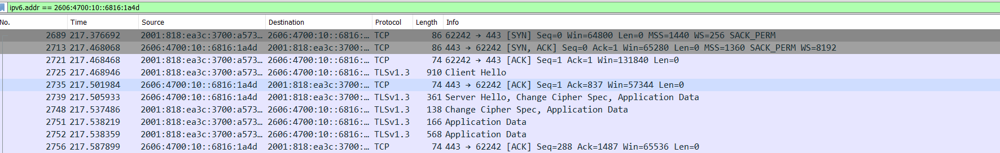 ipv6.addr == 2606:4700:10::6816:1a4d
No. Time Source Destination Protocol Length Info
2689 217.376692 2001:818:ea3c:3700:a573… 2606:4700:10::6816:… TCP 86 62242 → 443 [SYN] Seq=0 Win=64800 Len=0 MSS=1440 WS=256 SACK_PERM
2713 217.468068 2606:4700:10::6816:1a4d 2001:818:ea3c:3700:… TCP 86 443 → 62242 [SYN, ACK] Seq=0 Ack=1 Win=65280 Len=0 MSS=1360 SACK_PERM WS=8192
2721 217.468468 2001:818:ea3c:3700:a573… 2606:4700:10::6816:… TCP 74 62242 → 443 [ACK] Seq=1 Ack=1 Win=131840 Len=0
2725 217.468946 2001:818:ea3c:3700:a573… 2606:4700:10::6816:… TLSv1.3 910 Client Hello
2735 217.501984 2606:4700:10::6816:1a4d 2001:818:ea3c:3700:… TCP 74 443 → 62242 [ACK] Seq=1 Ack=837 Win=57344 Len=0
2739 217.505933 2606:4700:10::6816:1a4d 2001:818:ea3c:3700:… TLSv1.3 361 Server Hello, Change Cipher Spec, Application Data
2748 217.537486 2001:818:ea3c:3700:a573… 2606:4700:10::6816:… TLSv1.3 138 Change Cipher Spec, Application Data
2751 217.538219 2001:818:ea3c:3700:a573… 2606:4700:10::6816:… TLSv1.3 166 Application Data
2752 217.538359 2001:818:ea3c:3700:a573… 2606:4700:10::6816:… TLSv1.3 568 Application Data
2756 217.587899 2606:4700:10::6816:1a4d 2001:818:ea3c:3700:… TCP 74 443 → 62242 [ACK] Seq=288 Ack=1487 Win=65536 Len=0